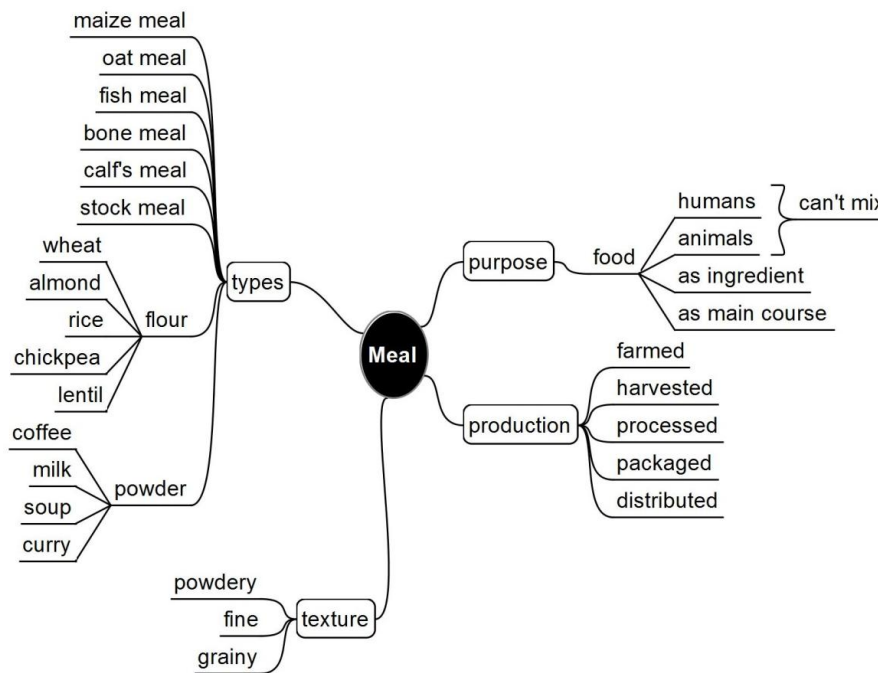 maize meal
oat meal
fish meal
bone meal
calf's meal
stock meal
wheat
almond
rice
chickpea
lentil
flour
coffee
milk
soup
curry
powder
types
powdery
fine
grainy
texture
Meal
purpose
food
humans
animals
can't mix
as ingredient
as main course
production
farmed
harvested
processed
packaged
distributed